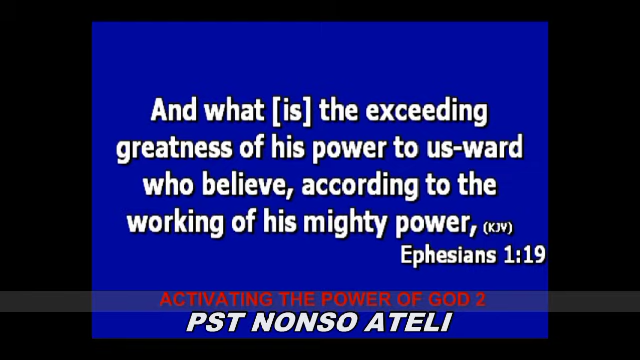 And what [is] the exceeding
greatness of his power to us-ward
who believe, according to the
working of his mighty power, (KJV)
Ephesians 1:19
ACTIVATING THE POWER OF GOD 2
PST NONSO ATELI